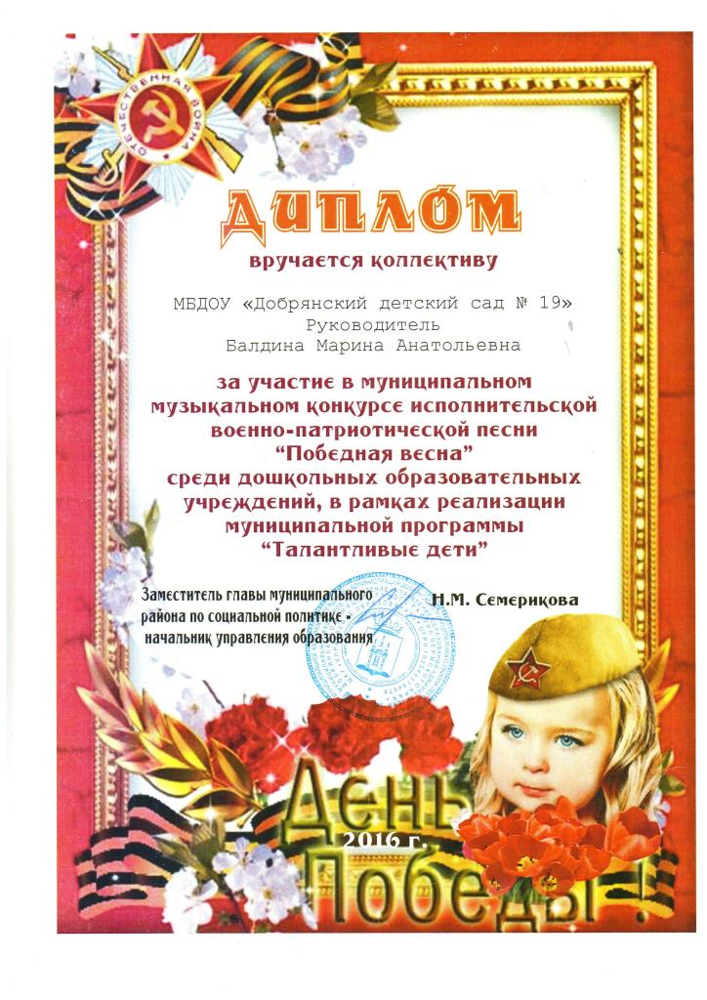 ОТЕЧЕСТВЕННАЯ ВОЙНА
ДИПЛОМ
вручается коллективу
МБДОУ «Добрянский детский сад № 19»
Руководитель
Балдина Марина Анатольевна
за участие в муниципальном
музыкальном конкурсе исполнительской
военно-патриотической песни
“Победная весна”
среди дошкольных образовательных
учреждений, в рамках реализации
муниципальной программы
“Талантливые дети”
Заместитель главы муниципального
района по социальной политике -
начальник управления образования
Н.М. Семерикова
День
2016 г.
Победы !